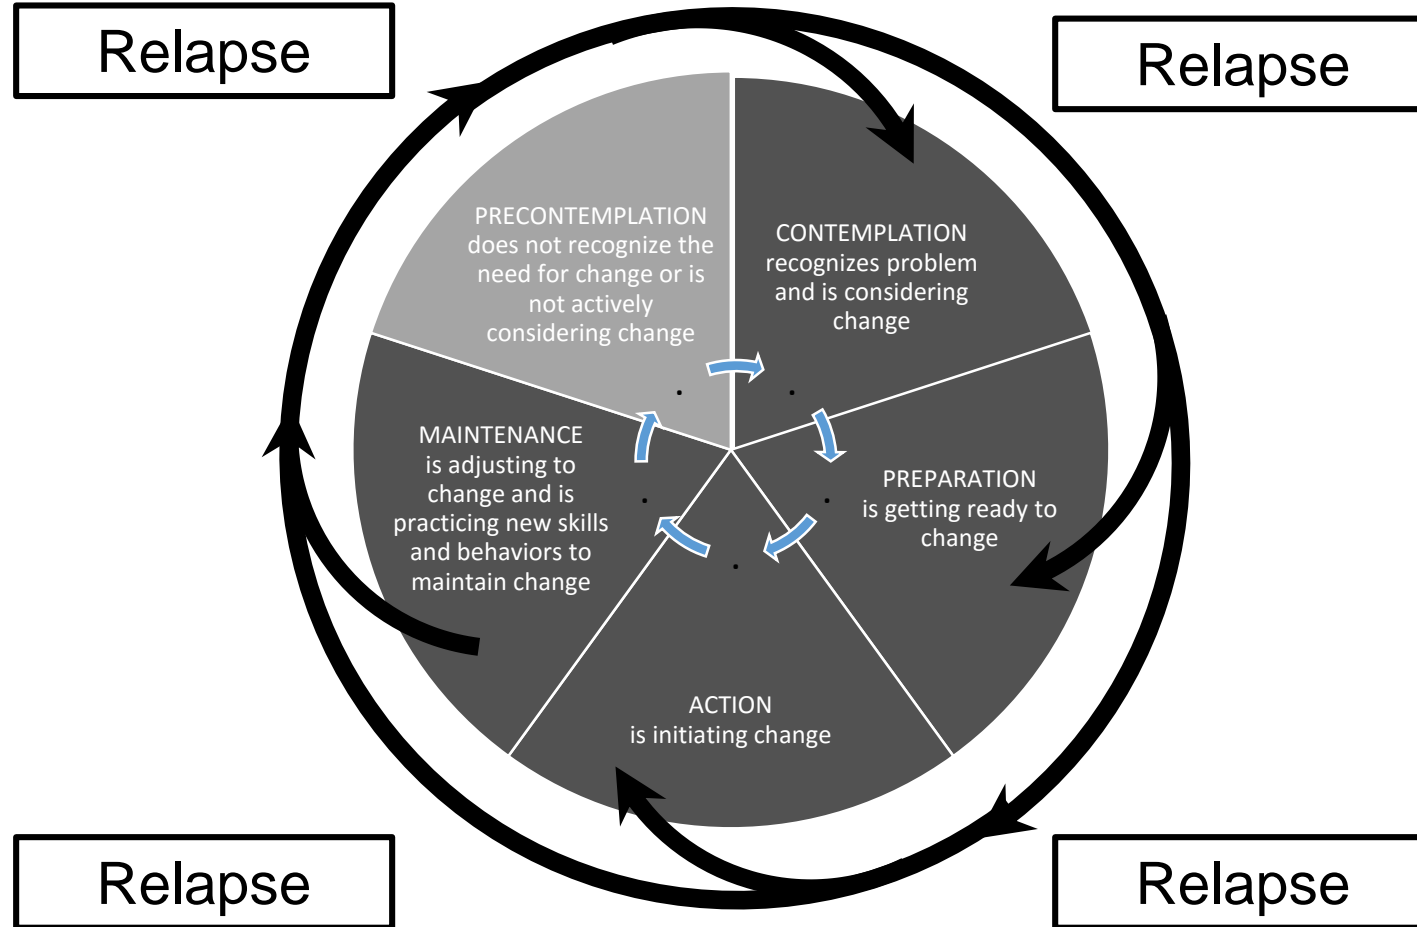 Relapse
Relapse
PRECONTEMPLATION
does not recognize the
need for change or is
not actively
considering change
CONTEMPLATION
recognizes problem
and is considering
change
PREPARATION
is getting ready to
change
ACTION
is initiating change
MAINTENANCE
is adjusting to
change and is
practicing new skills
and behaviors to
maintain change
Relapse
Relapse